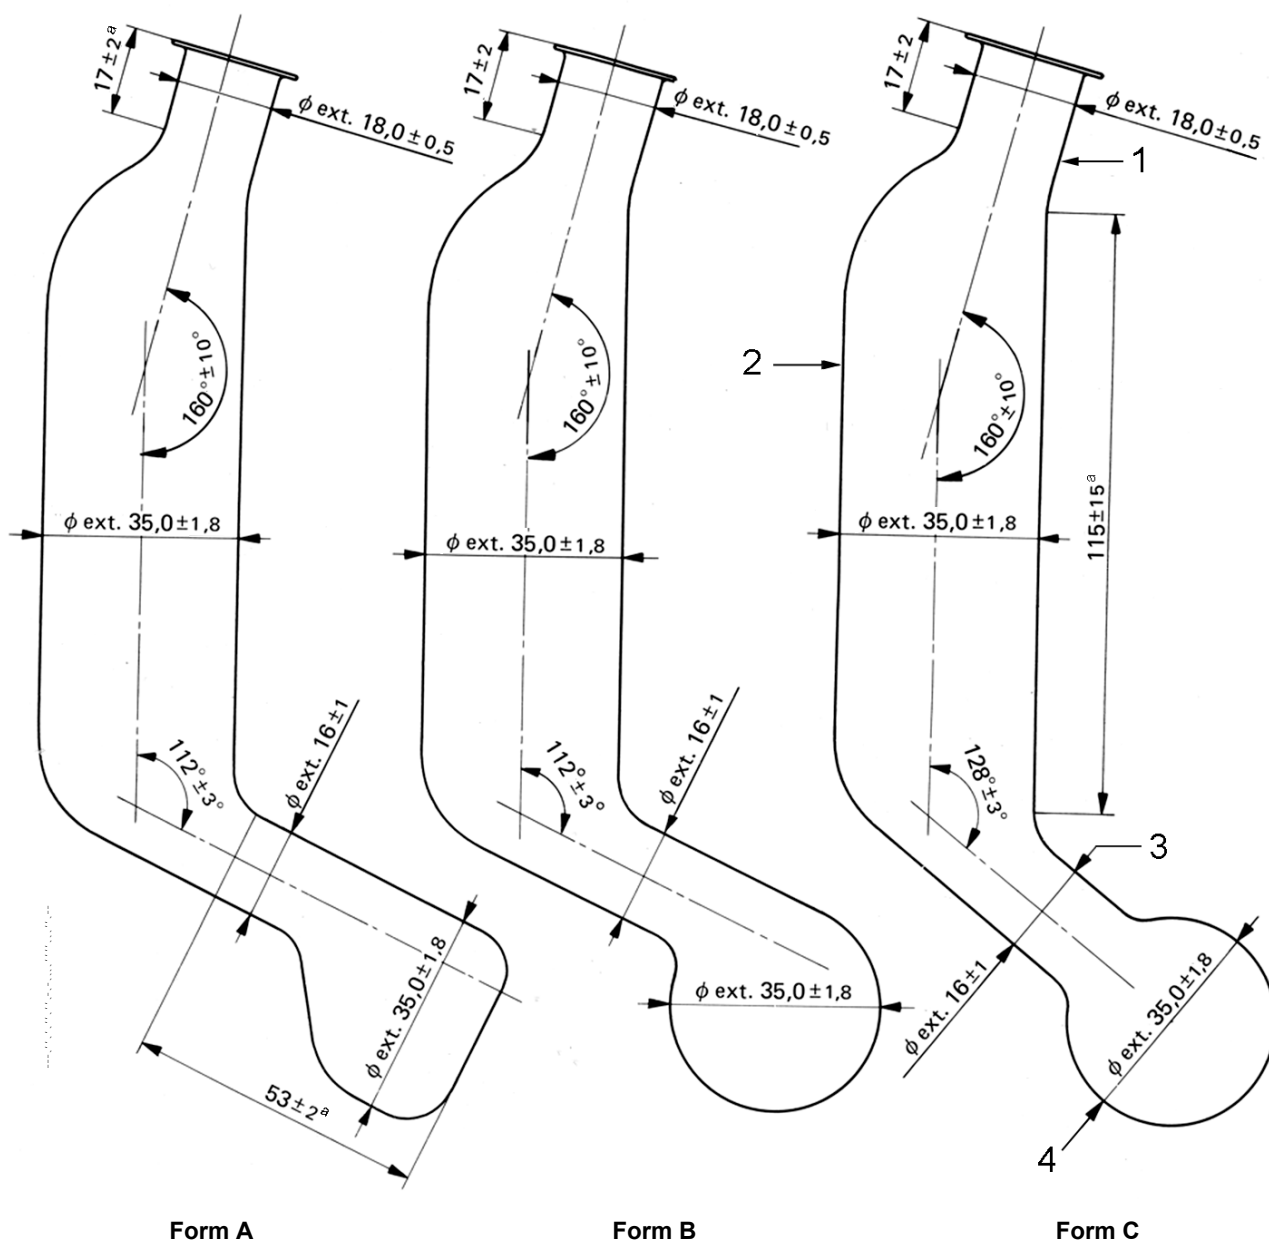 17±2ᵃ
φ ext. 18,0±0,5
160°±10°
φ ext. 35,0±1,8
112°±3°
φ ext. 16±1
φ ext. 35,0±1,8
53±2ᵃ
Form A
17±2
φ ext. 18,0±0,5
160°±10°
φ ext. 35,0±1,8
112°±3°
φ ext. 16±1
φ ext. 35,0±1,8
Form B
17±2
φ ext. 18,0±0,5
1
2
160°±10°
115±15ᵃ
φ ext. 35,0±1,8
128°±3°
3
φ ext. 16±1
φ ext. 35,0±1,8
4
Form C